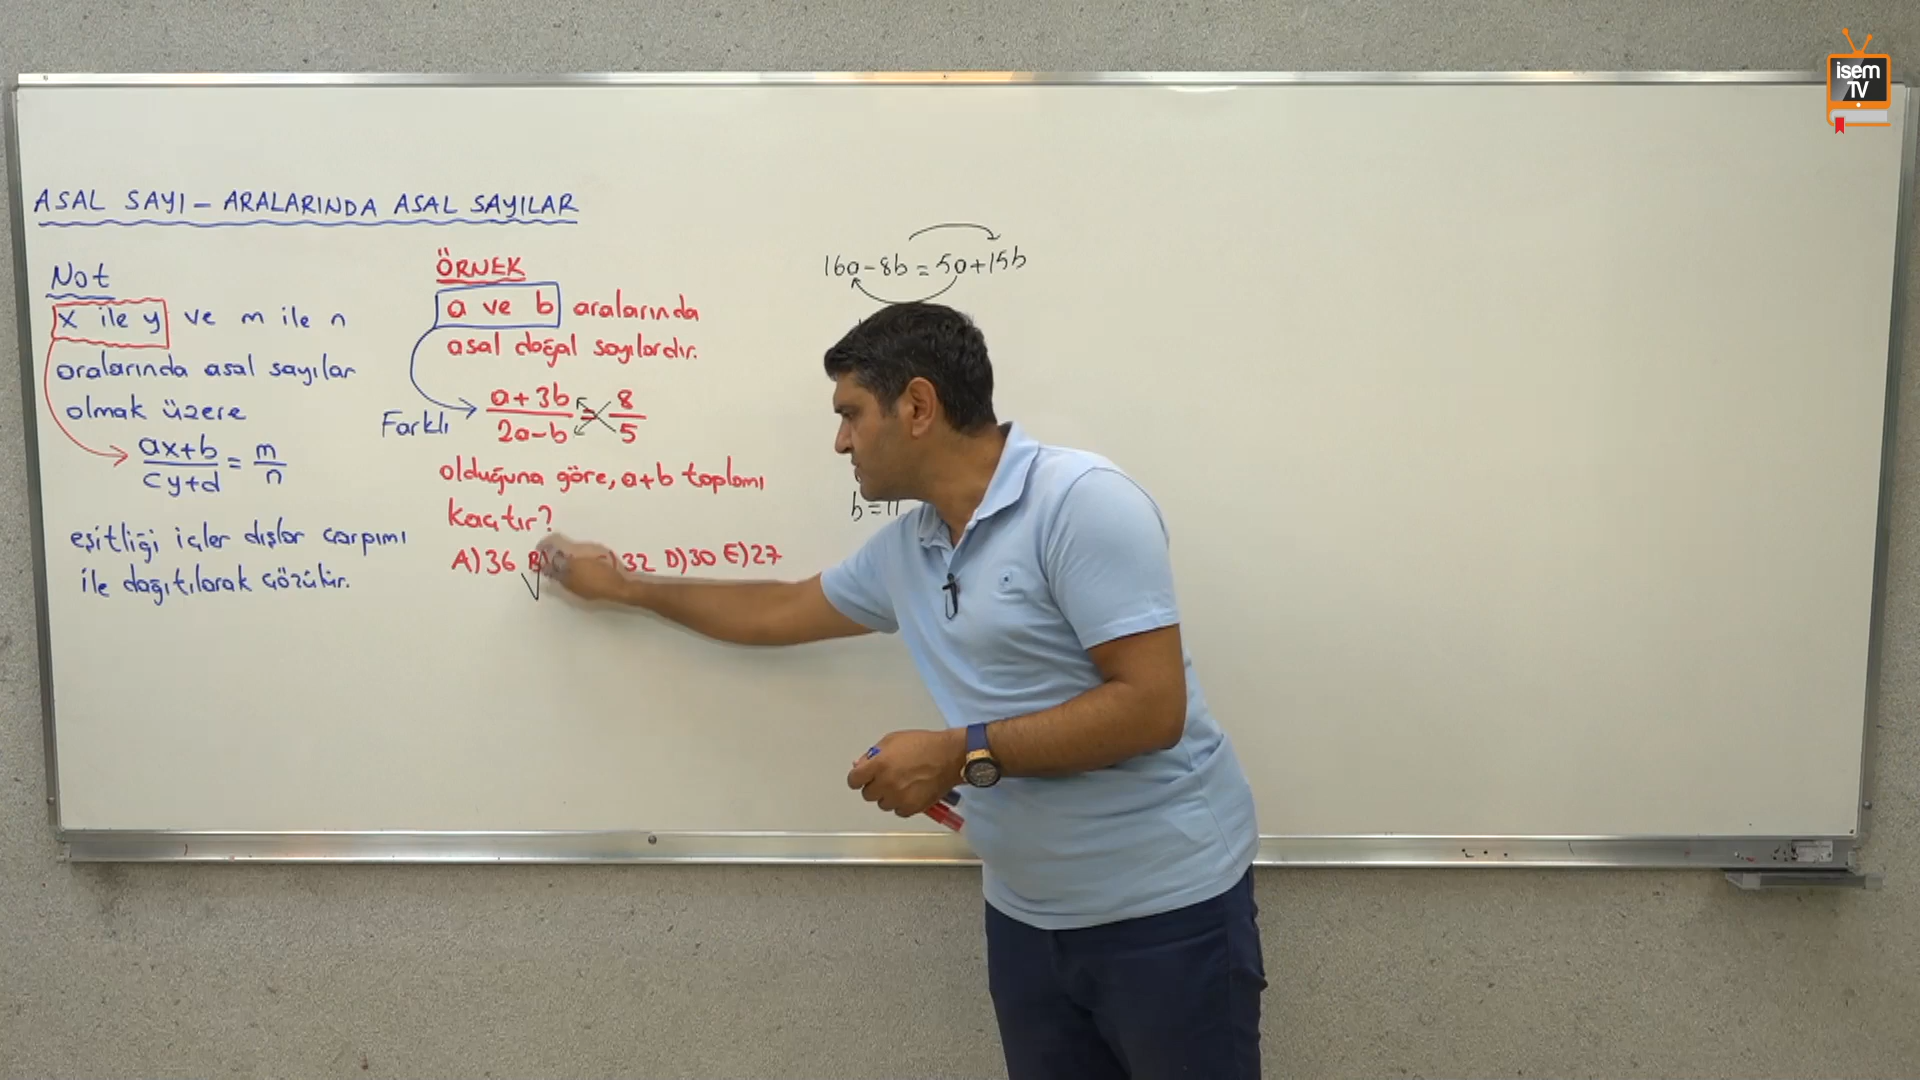 isem
TV
ASAL SAYI - ARALARINDA ASAL SAYILAR
Not
x ile y ve m ile n
aralarında asal sayılar
olmak üzere
ax+b/cy+d = m/n
eşitliği içler dışlar çarpımı
ile dağıtılarak çözülür.
ÖRNEK
a ve b aralarında
asal doğal sayılardır.
Farklı
a+3b/2a-b = 8/5
olduğuna göre, a+b toplamı
kaçtır?
A)36 B) 32 D)30 E)27
16a-8b=5a+15b
b=11